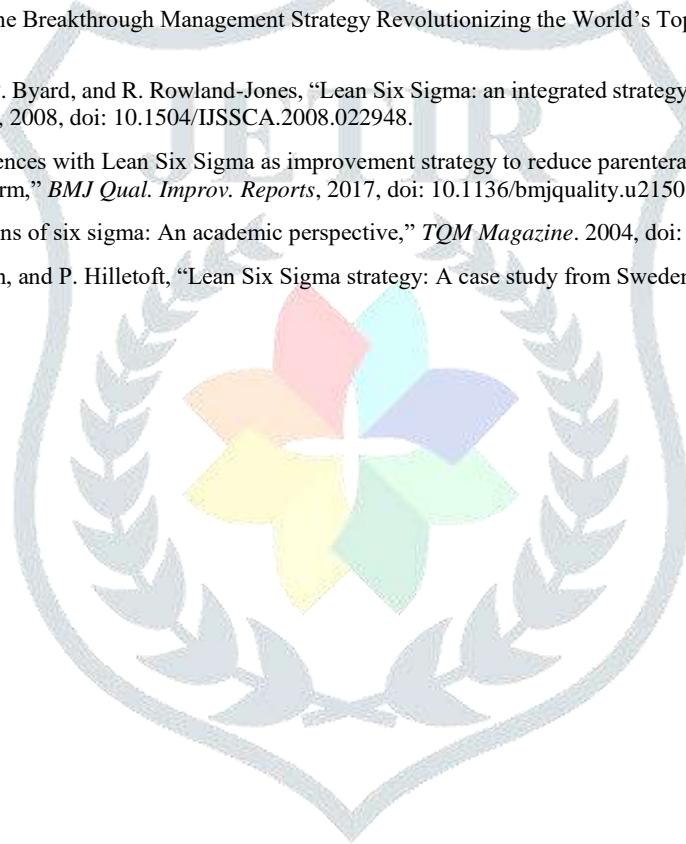 ne Breakthrough Management Strategy Revolutionizing the World’s Top
. Byard, and R. Rowland-Jones, “Lean Six Sigma: an integrated strategy
, 2008, doi: 10.1504/IJSSCA.2008.022948.
ences with Lean Six Sigma as improvement strategy to reduce parentera
rm,” BMJ Qual. Improv. Reports, 2017, doi: 10.1136/bmjquality.u2150
ns of six sigma: An academic perspective,” TQM Magazine. 2004, doi:
n, and P. Hilletoft, “Lean Six Sigma strategy: A case study from Sweden
JETIR